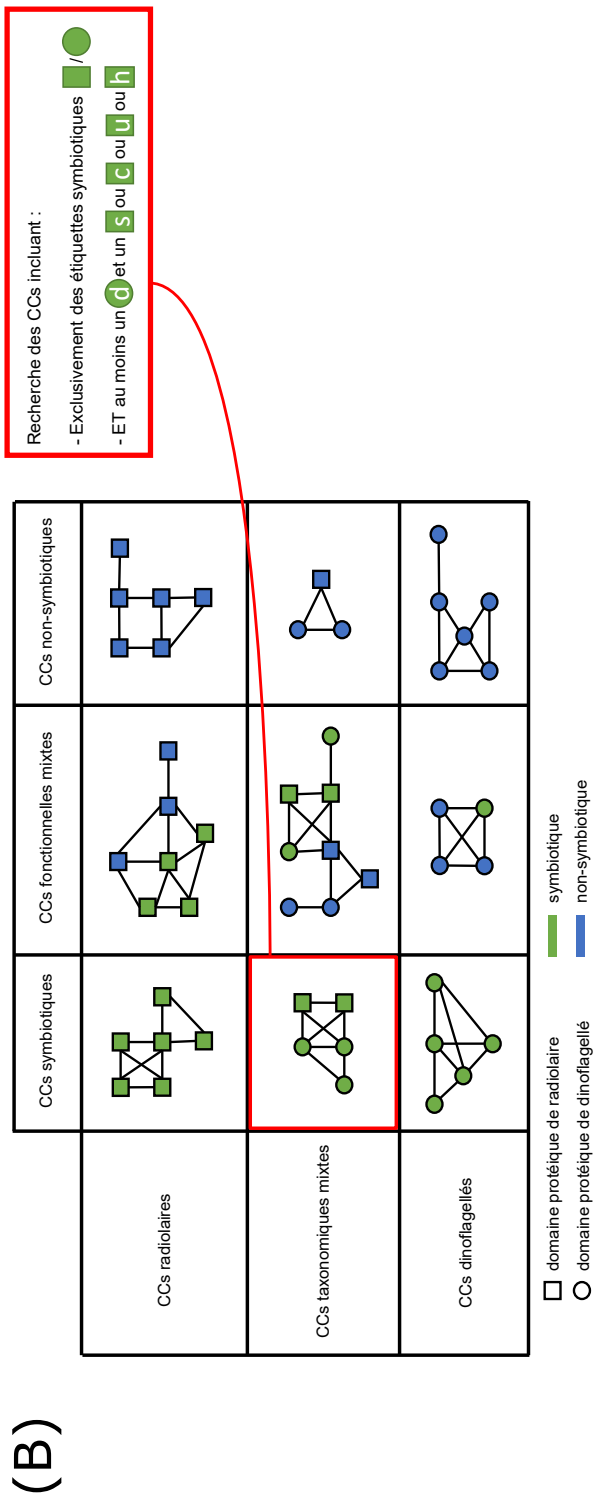 (B)
Recherche des CCs incluant :
- Exclusivement des étiquettes symbiotiques /
- ET au moins un d et un s ou c ou u ou h
CCs symbiotiques
CCs fonctionnelles mixtes
CCs non-symbiotiques
CCs radiolaires
CCs taxonomiques mixtes
CCs dinoflagellés
domaine protéique de radiolaire
symbiotique
domaine protéique de dinoflagellé
non-symbiotique